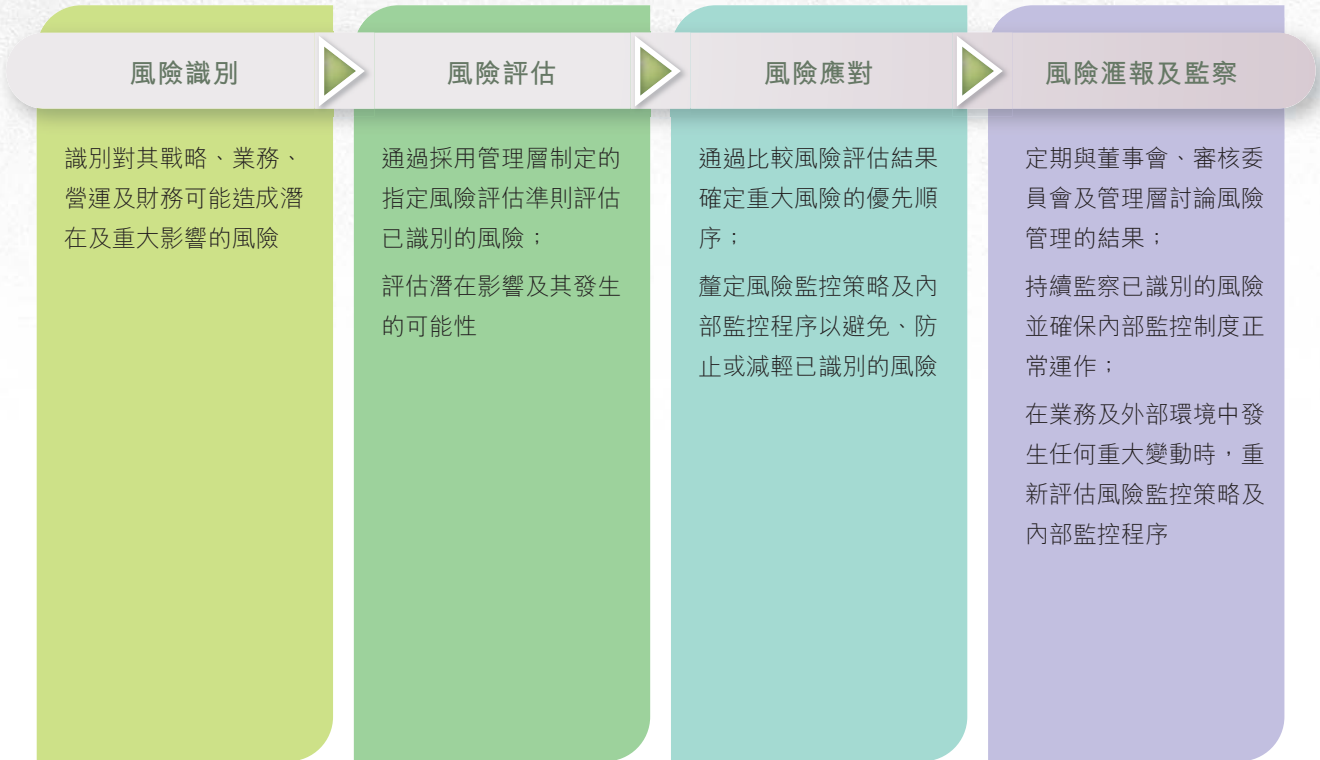 風險識別
風險評估
風險應對
風險滙報及監察
識別對其戰略、業務、
營運及財務可能造成潛
在及重大影響的風險
通過採用管理層制定的
指定風險評估準則評估
已識別的風險；
評估潛在影響及其發生
的可能性
通過比較風險評估結果
確定重大風險的優先順
序；
釐定風險監控策略及內
部監控程序以避免、防
止或減輕已識別的風險
定期與董事會、審核委
員會及管理層討論風險
管理的結果；
持續監察已識別的風險
並確保內部監控制度正
常運作；
在業務及外部環境中發
生任何重大變動時，重
新評估風險監控策略及
內部監控程序